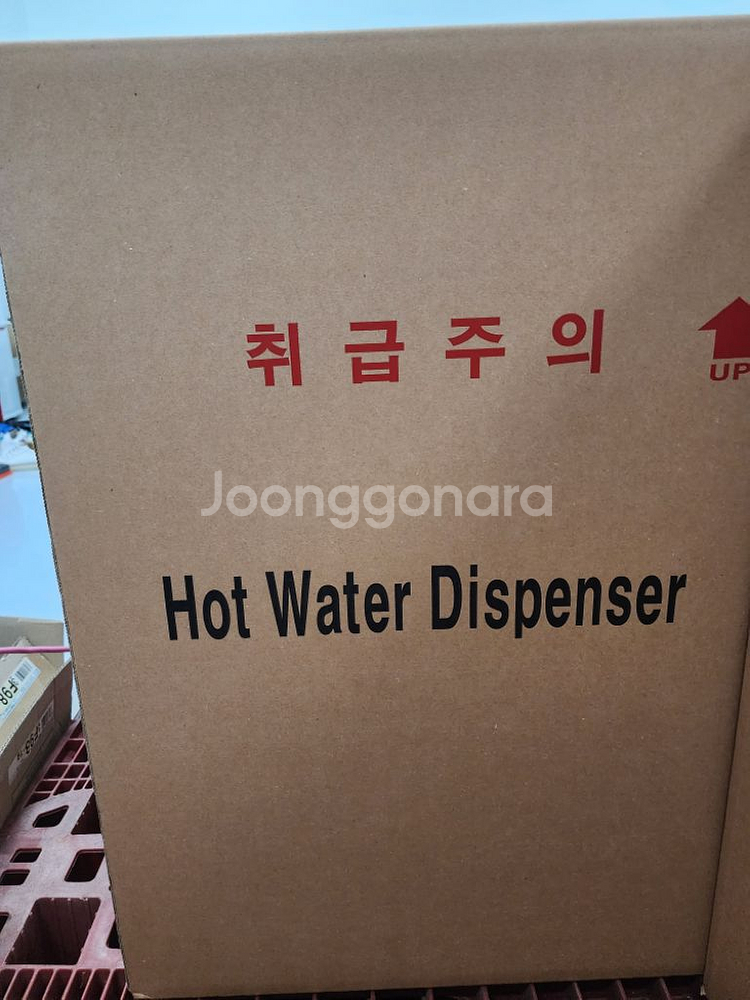 취급주의
UP
Joonggonara
Hot Water Dispenser